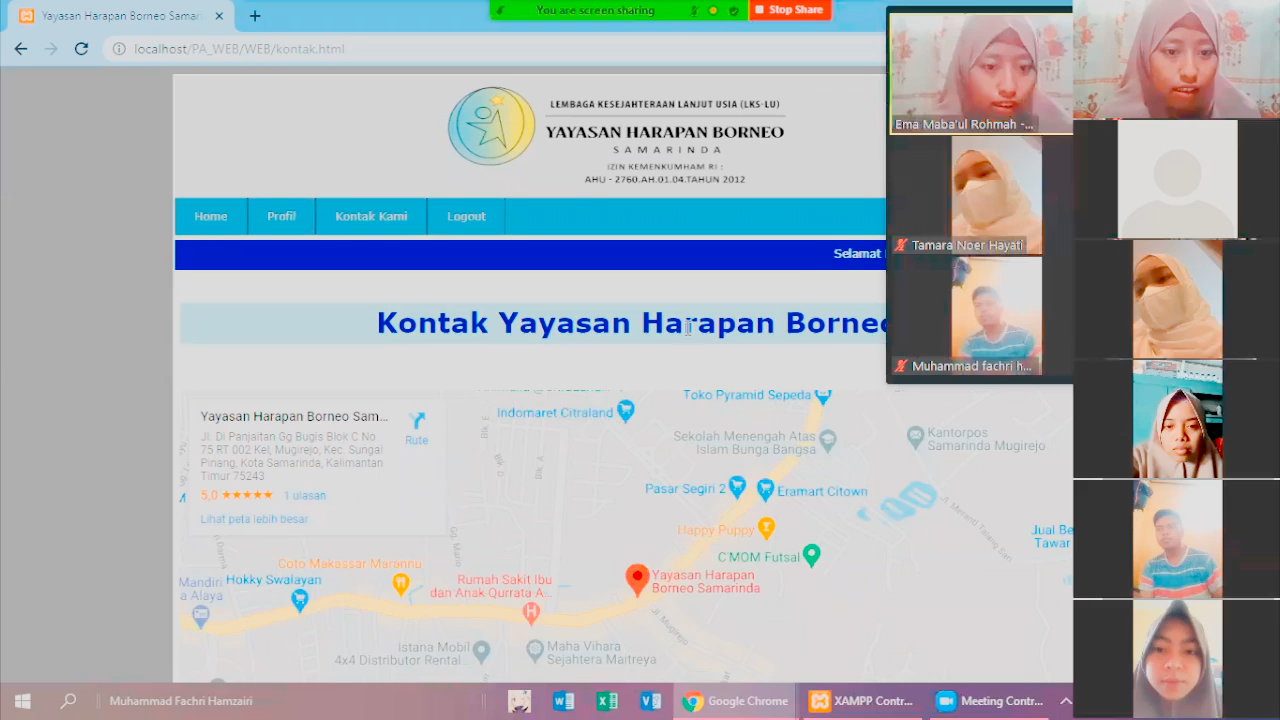 Yayasan Harapan Borneo Samar
You are screen sharing
Stop Share
localhost/PA_WEB/WEB/kontak.html
LEMBAGA KESEJAHTERAAN LANJUT USIA (LKS-LU)
YAYASAN HARAPAN BORNEO
SAMARINDA
IZIN KEMENKUMHAM RI :
AHU - 2760.AH.01.04.TAHUN 2012
Home
Profil
Kontak Kami
Logout
Selamat
Kontak Yayasan Harapan Borneo
Ema Maba'ul Rohmah -...
Tamara Noer Hayati
Muhammad fachri h...
Yayasan Harapan Borneo Sam...
Jl. Di Panjaitan Gg Bugis Blok C No
75 RT 002 Kel, Mugirejo, Kec. Sungai
Pinang, Kota Samarinda, Kalimantan
Timur 75243
5,0
1 ulasan
Lihat peta lebih besar
Rute
Indomaret Citraland
Toko Pyramid Sepeda
Sekolah Menengah Atas
Islam Bunga Bangsa
Kantorpos
Samarinda Mugirejo
Blk. E
Blk. D
Blk. A
Pasar Segiri 2
Eramart Citown
Happy Puppy
C'MOM Futsal
Jual Be
Tawar
Coto Makassar Marannu
Mandiri
a Alaya
Hokky Swalayan
Rumah Sakit Ibu
dan Anak Qurrata A...
Yayasan Harapan
Borneo Samarinda
Jl. Mugirejo
Istana Mobil
4x4 Distributor Rental...
Maha Vihara
Sejahtera Maitreya
Muhammad Fachri Hamzairi
Google Chrome
XAMPP Contr...
Meeting Contr...